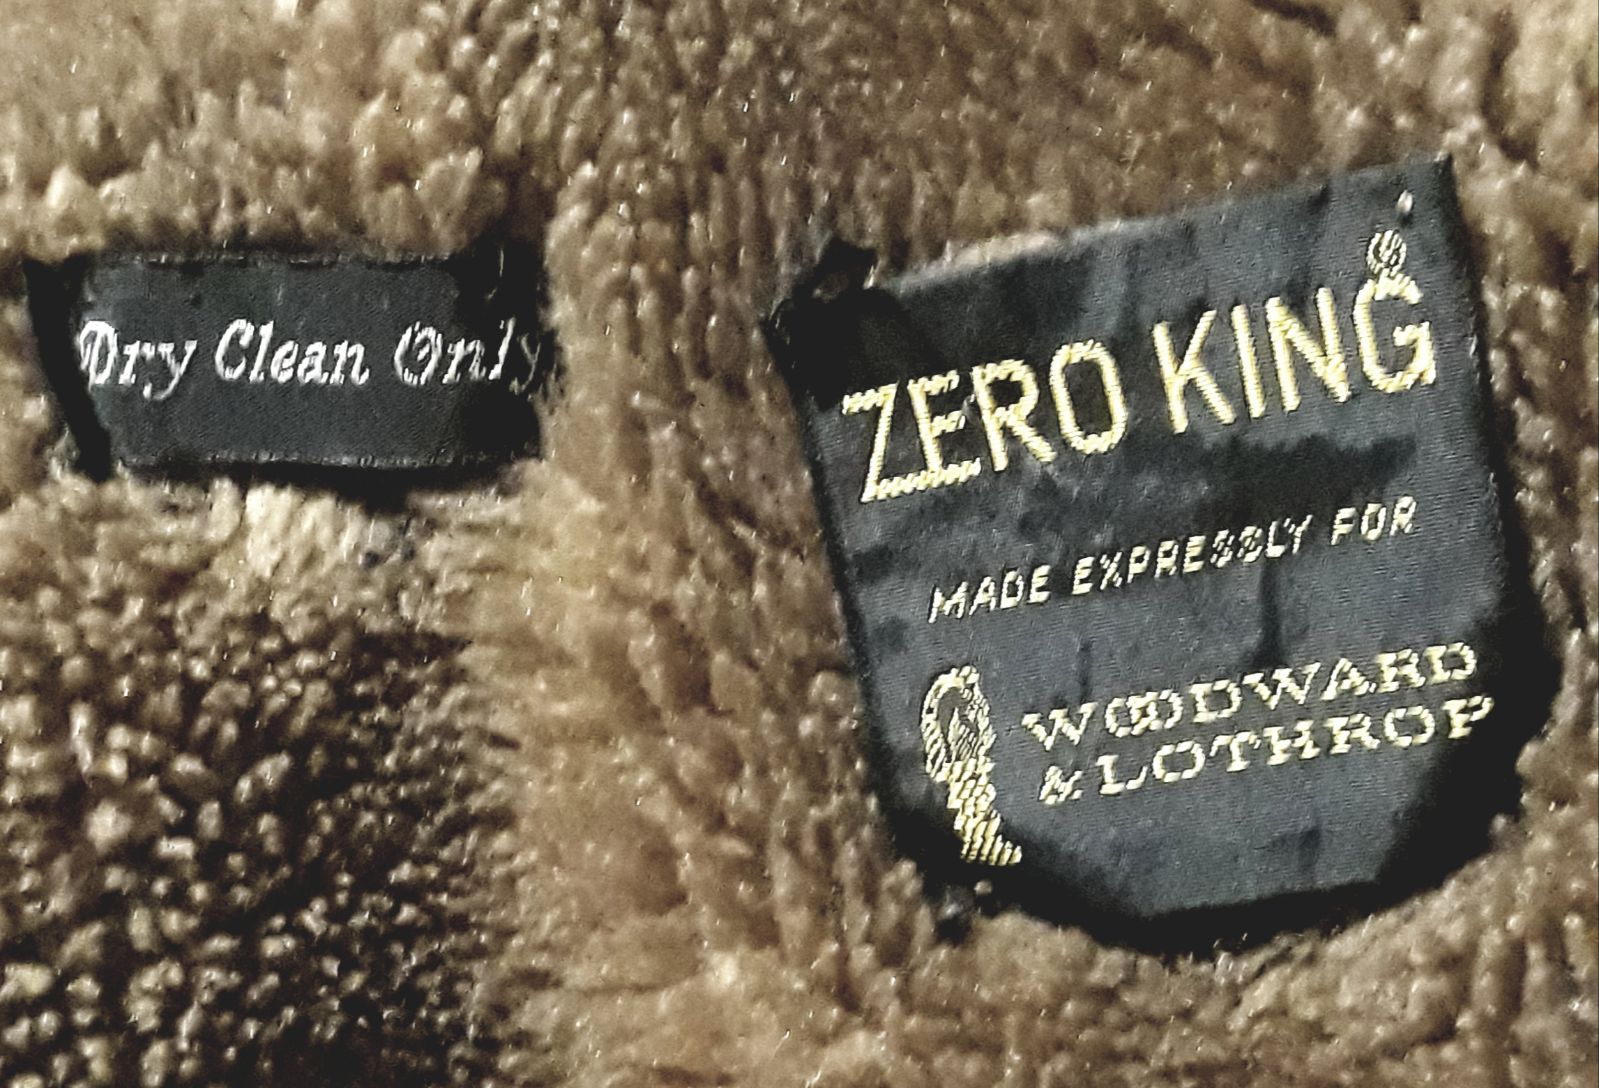 Dry Clean Only
ZERO KING®
MADE EXPRESSLY FOR
WOODWARD
& LOTHROP